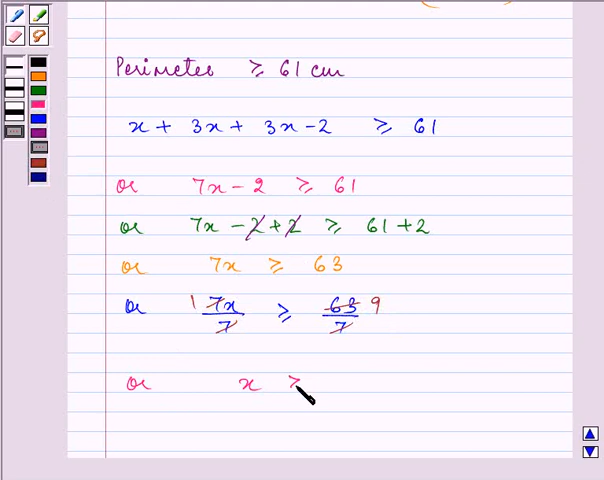 Perimeter ≥ 61 cm
x + 3x + 3x - 2 ≥ 61
or 7x - 2 ≥ 61
or 7x - 2 + 2 ≥ 61 + 2
or 7x ≥ 63
or 1 7x/7 ≥ 63/7 9
or x ≥